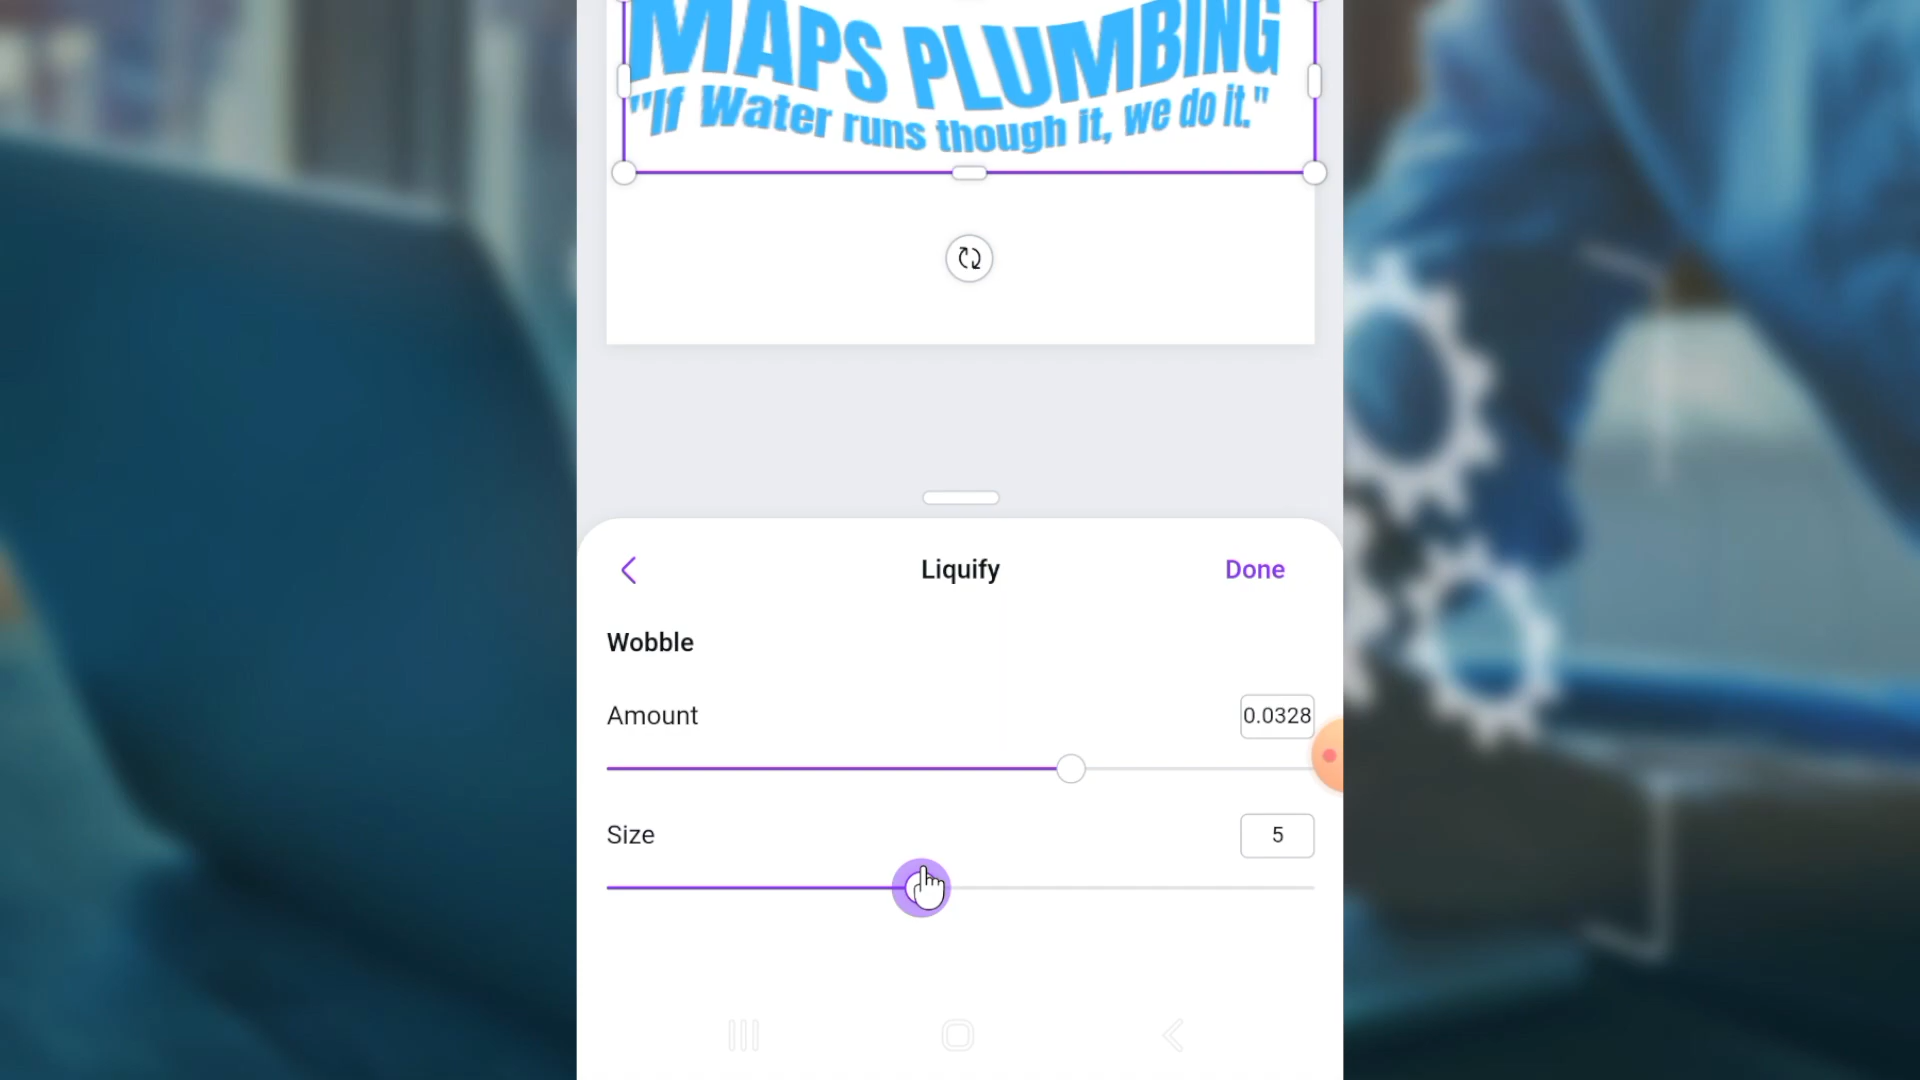 MAPS PLUMBING
"If Water runs though it, we do it."
Liquify
Done
Wobble
Amount
0.0328
Size
5